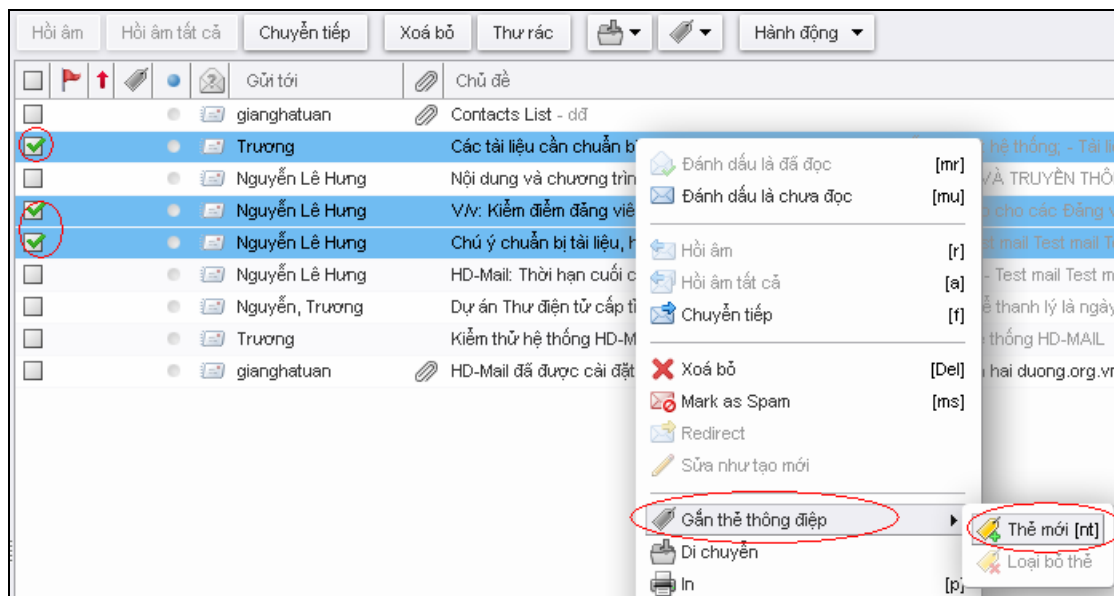 Hồi âm Hồi âm tất cả Chuyển tiếp Xoá bỏ Thư rác Hành động
Gửi tới Chủ đề
gianghatuan Contacts List - dđ
Trương Các tài liệu cần chuẩn b hệ thống; - Tài li
Nguyễn Lê Hưng Nội dung và chương trìn VÀ TRUYỀN THÔ
Nguyễn Lê Hưng V/v: Kiểm điểm đảng viê cho các Đảng v
Nguyễn Lê Hưng Chú ý chuẩn bị tài liệu, h mail Test mail T
Nguyễn Lê Hưng HD-Mail: Thời hạn cuối c - Test mail Test m
Nguyễn, Trương Dự án Thư điện tử cấp tỉ ể thanh lý là ngày
Trương Kiểm thử hệ thống HD-M thống HD-MAIL
gianghatuan HD-Mail đã được cài đặt hai duong.org.vn
Đánh dấu là đã đọc [mr]
Đánh dấu là chưa đọc [mu]
Hồi âm [r]
Hồi âm tất cả [a]
Chuyển tiếp [f]
Xoá bỏ [Del]
Mark as Spam [ms]
Redirect
Sửa như tạo mới
Gắn thẻ thông điệp
Thẻ mới [nt]
Di chuyển
Loại bỏ thẻ
In [p]